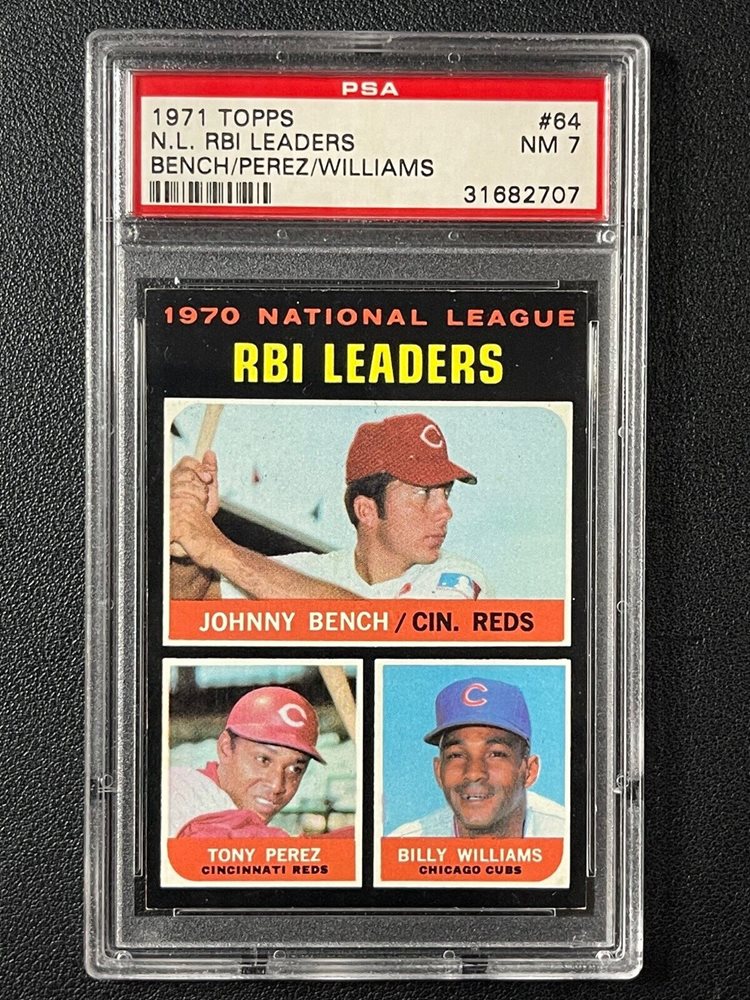 PSA
1971 TOPPS #64
N.L. RBI LEADERS NM 7
BENCH/PEREZ/WILLIAMS
31682707
1970 NATIONAL LEAGUE
RBI LEADERS
C
JOHNNY BENCH / CIN. REDS
C
C
TONY PEREZ
CINCINNATI REDS
BILLY WILLIAMS
CHICAGO CUBS